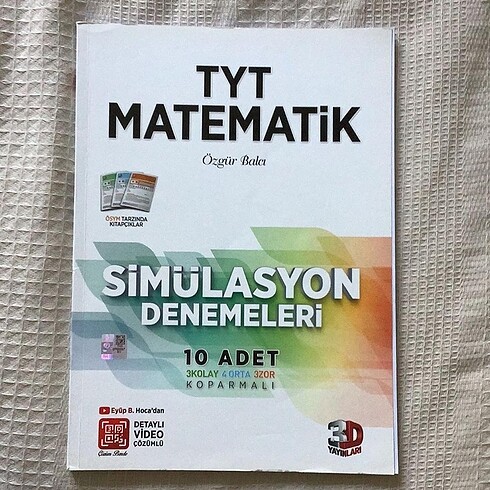 TYT
MATEMATİK
Özgür Balcı
ÖSYM TARZINDA
KİTAPÇIKLAR
SİMÜLASYON
DENEMELERİ
10 ADET
3KOLAY 4ORTA 3ZOR
KOPARMALI
Eyüp B. Hoca'dan
DETAYLI
VİDEO
ÇÖZÜMLÜ
3D
YAYINLARI